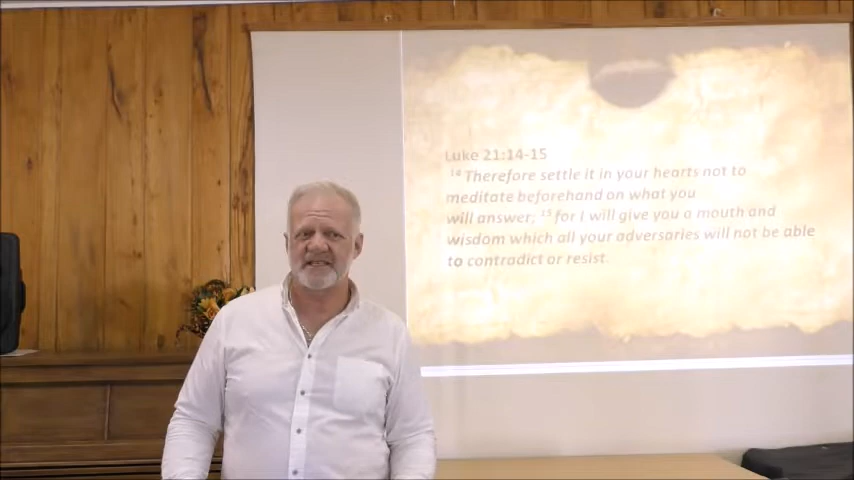 Luke 21:14-15
14 Therefore settle it in your hearts not to
meditate beforehand on what you
will answer; 15 for I will give you a mouth and
wisdom which all your adversaries will not be able
to contradict or resist.